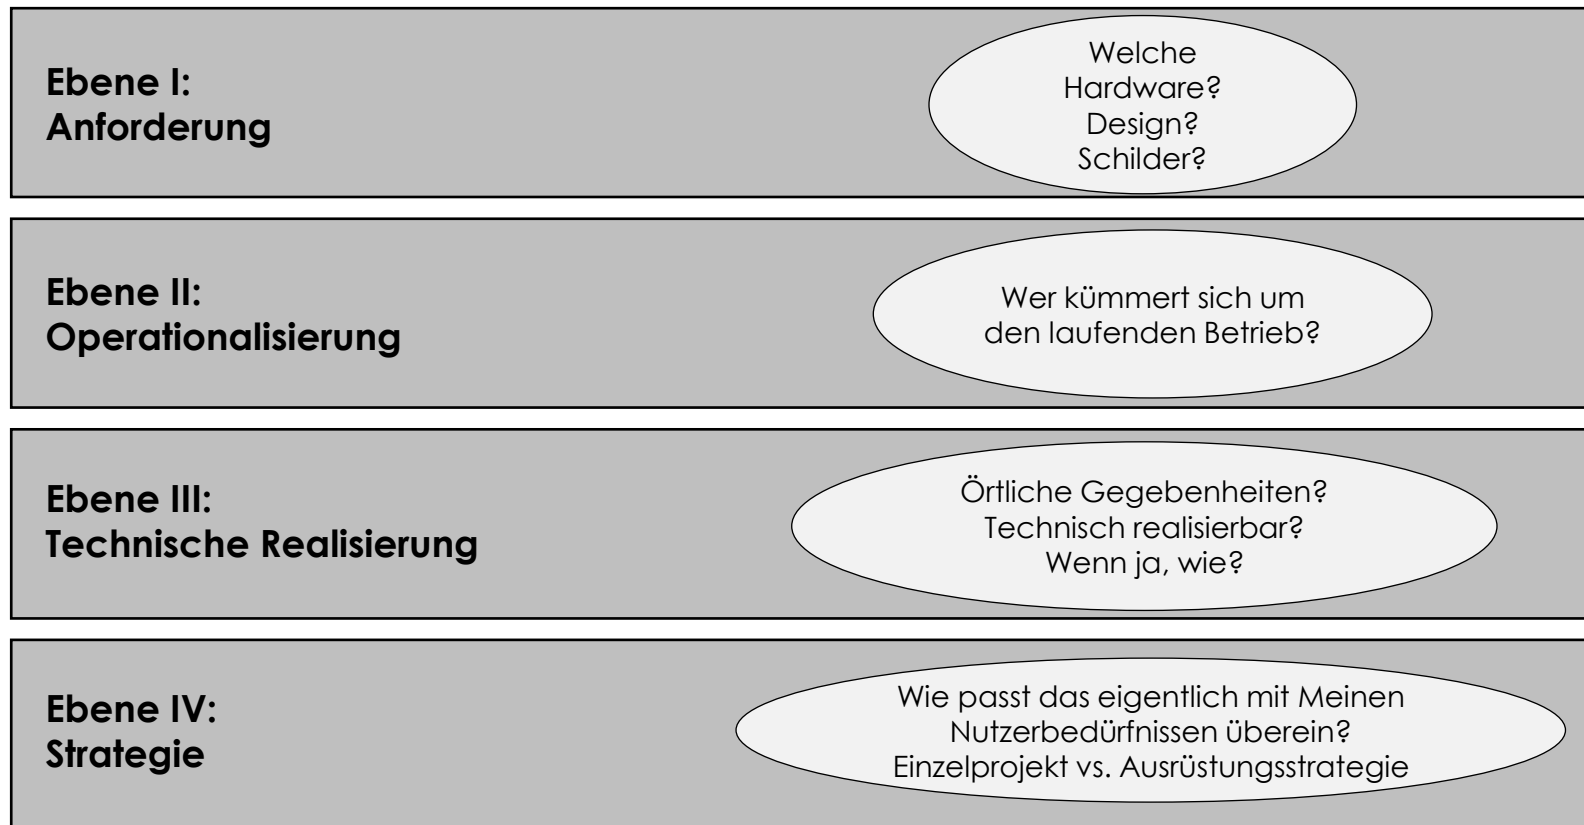 Ebene I:
Anforderung
Welche
Hardware?
Design?
Schilder?
Ebene II:
Operationalisierung
Wer kümmert sich um
den laufenden Betrieb?
Ebene III:
Technische Realisierung
Örtliche Gegebenheiten?
Technisch realisierbar?
Wenn ja, wie?
Ebene IV:
Strategie
Wie passt das eigentlich mit Meinen
Nutzerbedürfnissen überein?
Einzelprojekt vs. Ausrüstungsstrategie